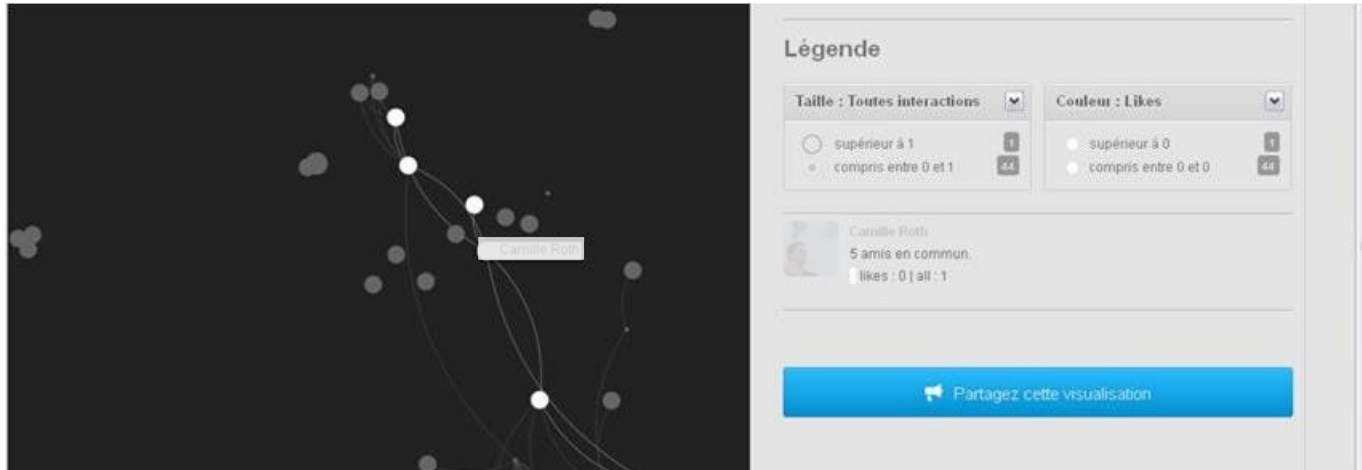 Camille Roth
Légende
Taille : Toutes interactions
supérieur à 1
1
compris entre 0 et 1
44
Couleur : Likes
supérieur à 0
1
compris entre 0 et 0
44
Camille Roth
5 amis en commun.
likes : 0 | all : 1
Partagez cette visualisation